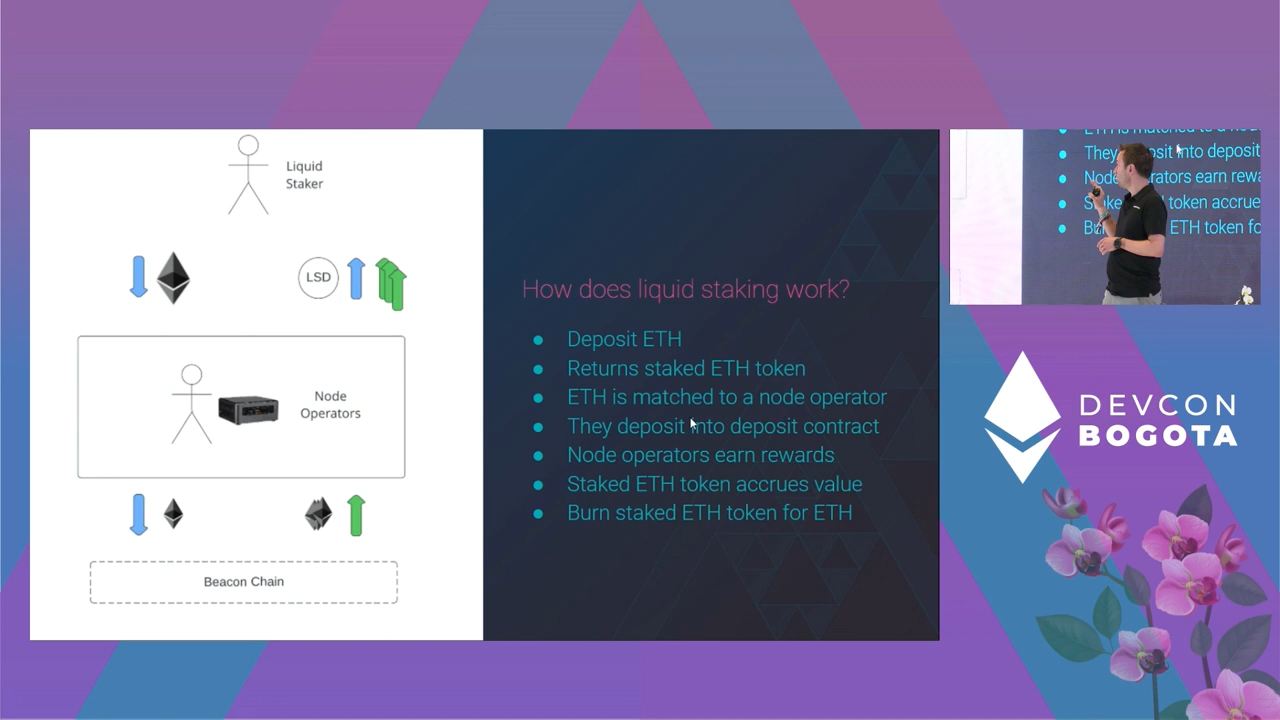 Liquid
Staker
LSD
Node
Operators
Beacon Chain
How does liquid staking work?
● Deposit ETH
● Returns staked ETH token
● ETH is matched to a node operator
● They deposit into deposit contract
● Node operators earn rewards
● Staked ETH token accrues value
● Burn staked ETH token for ETH
DEVCON
BOGOTA